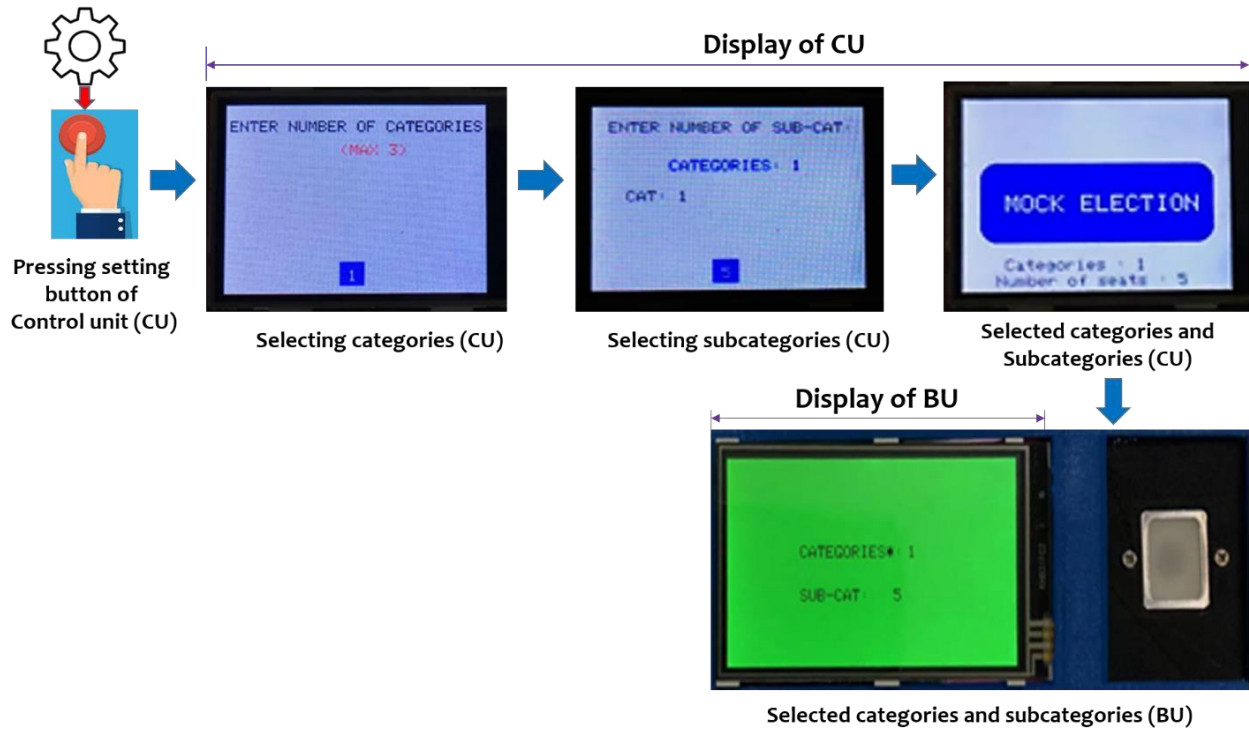 Display of CU
ENTER NUMBER OF CATEGORIES
(MAX 3)
1
ENTER NUMBER OF SUB-CAT:
CATEGORIES: 1
CAT: 1
5
MOCK ELECTION
Categories : 1
Number of seats : 5
Pressing setting
button of
Control unit (CU)
Selecting categories (CU)
Selecting subcategories (CU)
Selected categories and
Subcategories (CU)
Display of BU
CATEGORIES#: 1
SUB-CAT: 5
Selected categories and subcategories (BU)